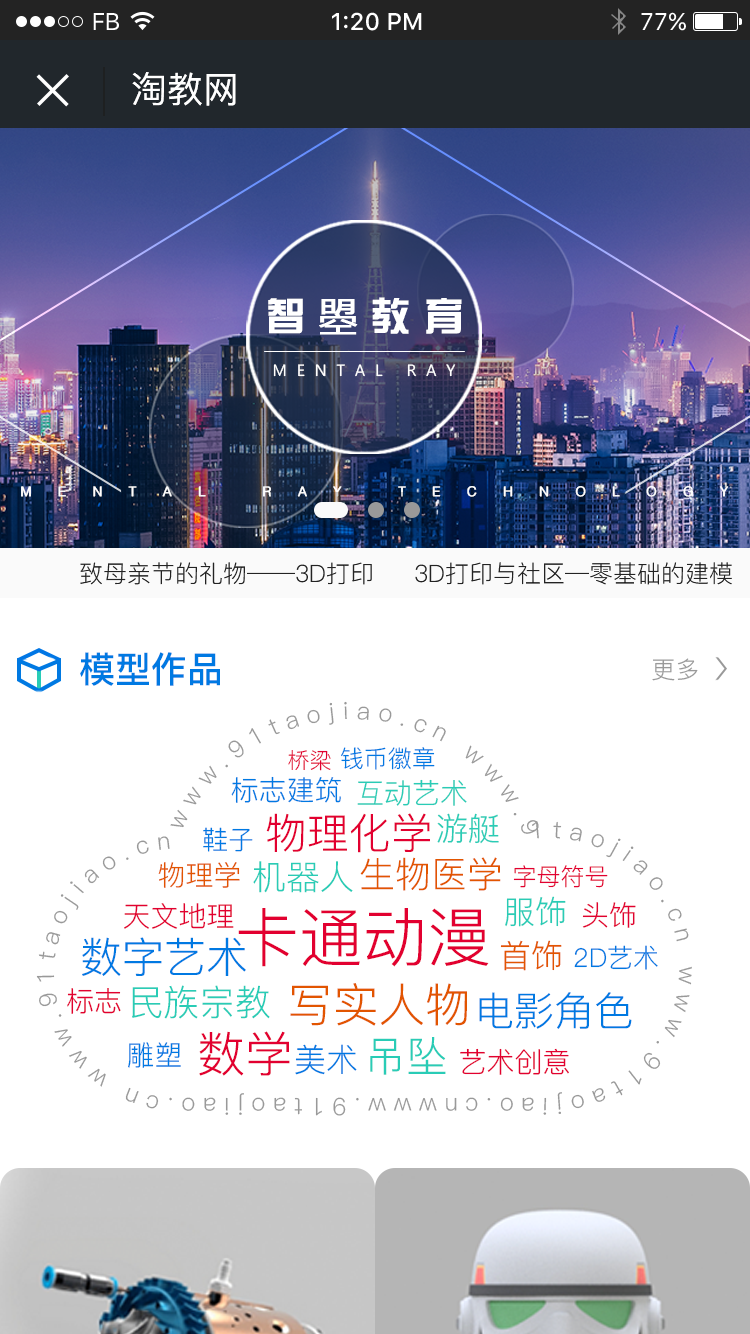 FB 1:20 PM 77%
淘教网
智曌教育
MENTAL RAY
MENTAL RAY TECHNOLOGY
致母亲节的礼物——3D打印 3D打印与社区—零基础的建模
模型作品 更多
www.91taojiao.cn www.91taojiao.cn www.91taojiao.cn www.91taojiao.cnwww.91taojiao.cn
桥梁 钱币徽章
标志建筑 互动艺术
鞋子 物理化学 游艇
物理学 机器人 生物医学 字母符号
天文地理 卡通动漫 服饰 头饰
数字艺术 首饰 2D艺术
标志 民族宗教 写实人物 电影角色
雕塑 数学 美术 吊坠 艺术创意